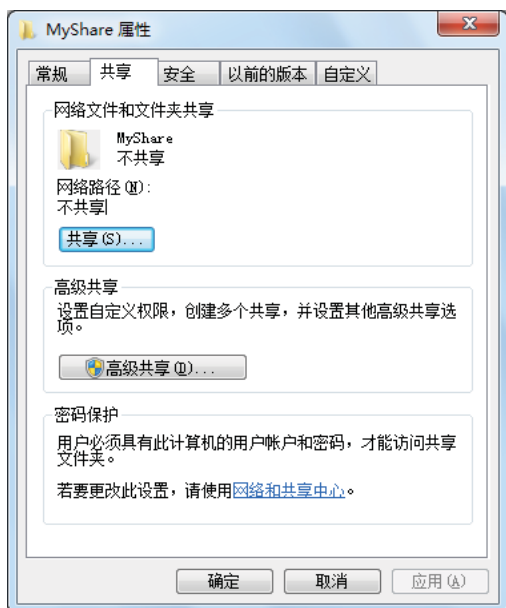 MyShare 属性
常规 共享 安全 以前的版本 自定义
网络文件和文件夹共享
MyShare
不共享
网络路径(N):
不共享
共享(S)...
高级共享
设置自定义权限，创建多个共享，并设置其他高级共享选
项。
高级共享(D)...
密码保护
用户必须具有此计算机的用户帐户和密码，才能访问共享
文件夹。
若要更改此设置，请使用网络和共享中心。
确定 取消 应用(A)